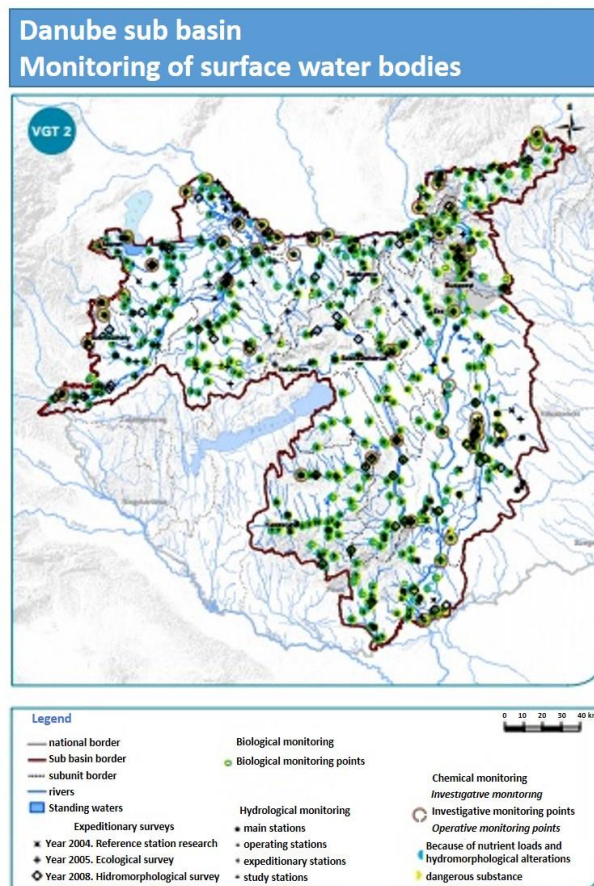 Danube sub basin
Monitoring of surface water bodies
VGT 2
Legend
national border
Sub basin border
subunit border
rivers
Standing waters
Expeditionary surveys
Year 2004. Reference station research
Year 2005. Ecological survey
Year 2008. Hidromorphological survey
Biological monitoring
Biological monitoring points
Hydrological monitoring
main stations
operating stations
expeditionary stations
study stations
0 10 20 30 40 km
Chemical monitoring
Investigative monitoring
Investigative monitoring points
Operative monitoring points
Because of nutrient loads and
hydromorphological alterations
dangerous substance